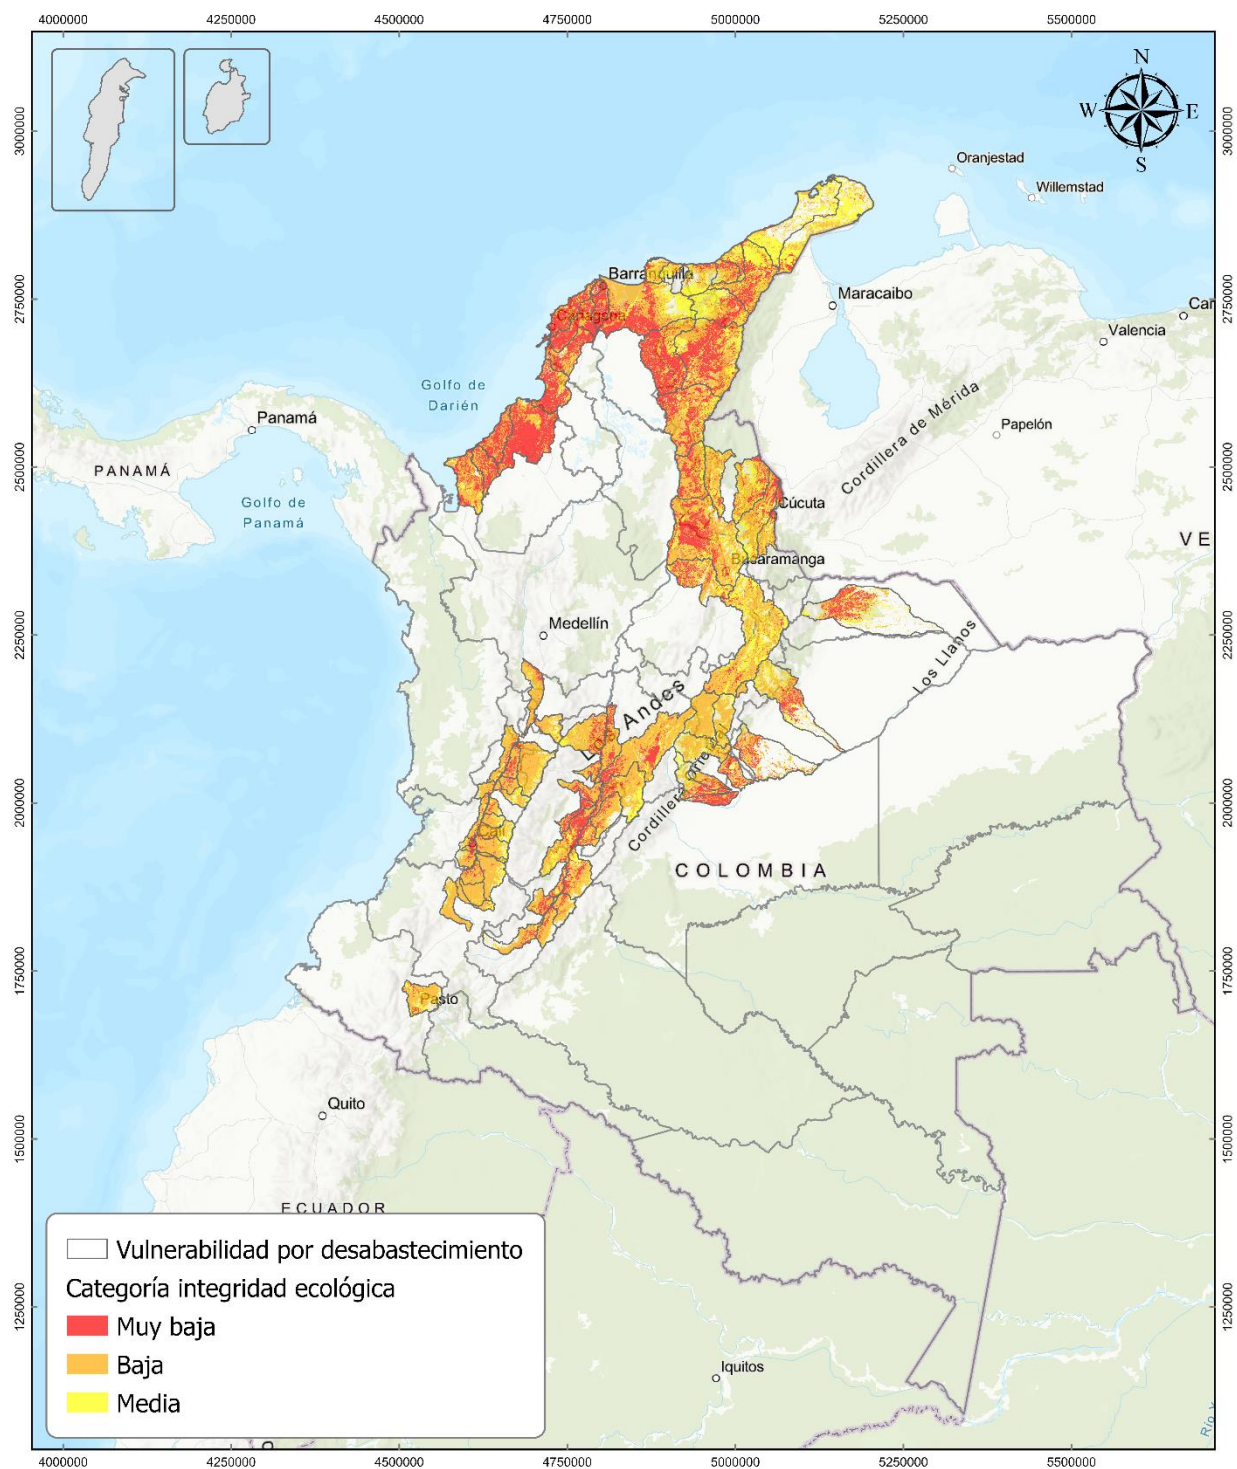 4000000 4250000 4500000 4750000 5000000 5250000 5500000
N
W E
S
3000000 3000000
Oranjestad
Willemstad
Barranquilla
2750000 2750000
Maracaibo
Cartagena
Valencia
Golfo de
Darién
Cordillera de Mérida
Panamá
Papelón
PANAMÁ
2500000 2500000
Golfo de
Panamá
Cúcuta
VE
Bucaramanga
Medellín
2250000 2250000
Los Llanos
Los Andes
2000000 2000000
Cali
Cordillera Orie
COLOMBIA
1750000 1750000
Pasto
Quito
1500000 1500000
ECUADOR
Vulnerabilidad por desabastecimiento
Categoría integridad ecológica
Muy baja
Baja
Media
1250000 1250000
Iquitos
4000000 4250000 4500000 4750000 5000000 5250000 5500000